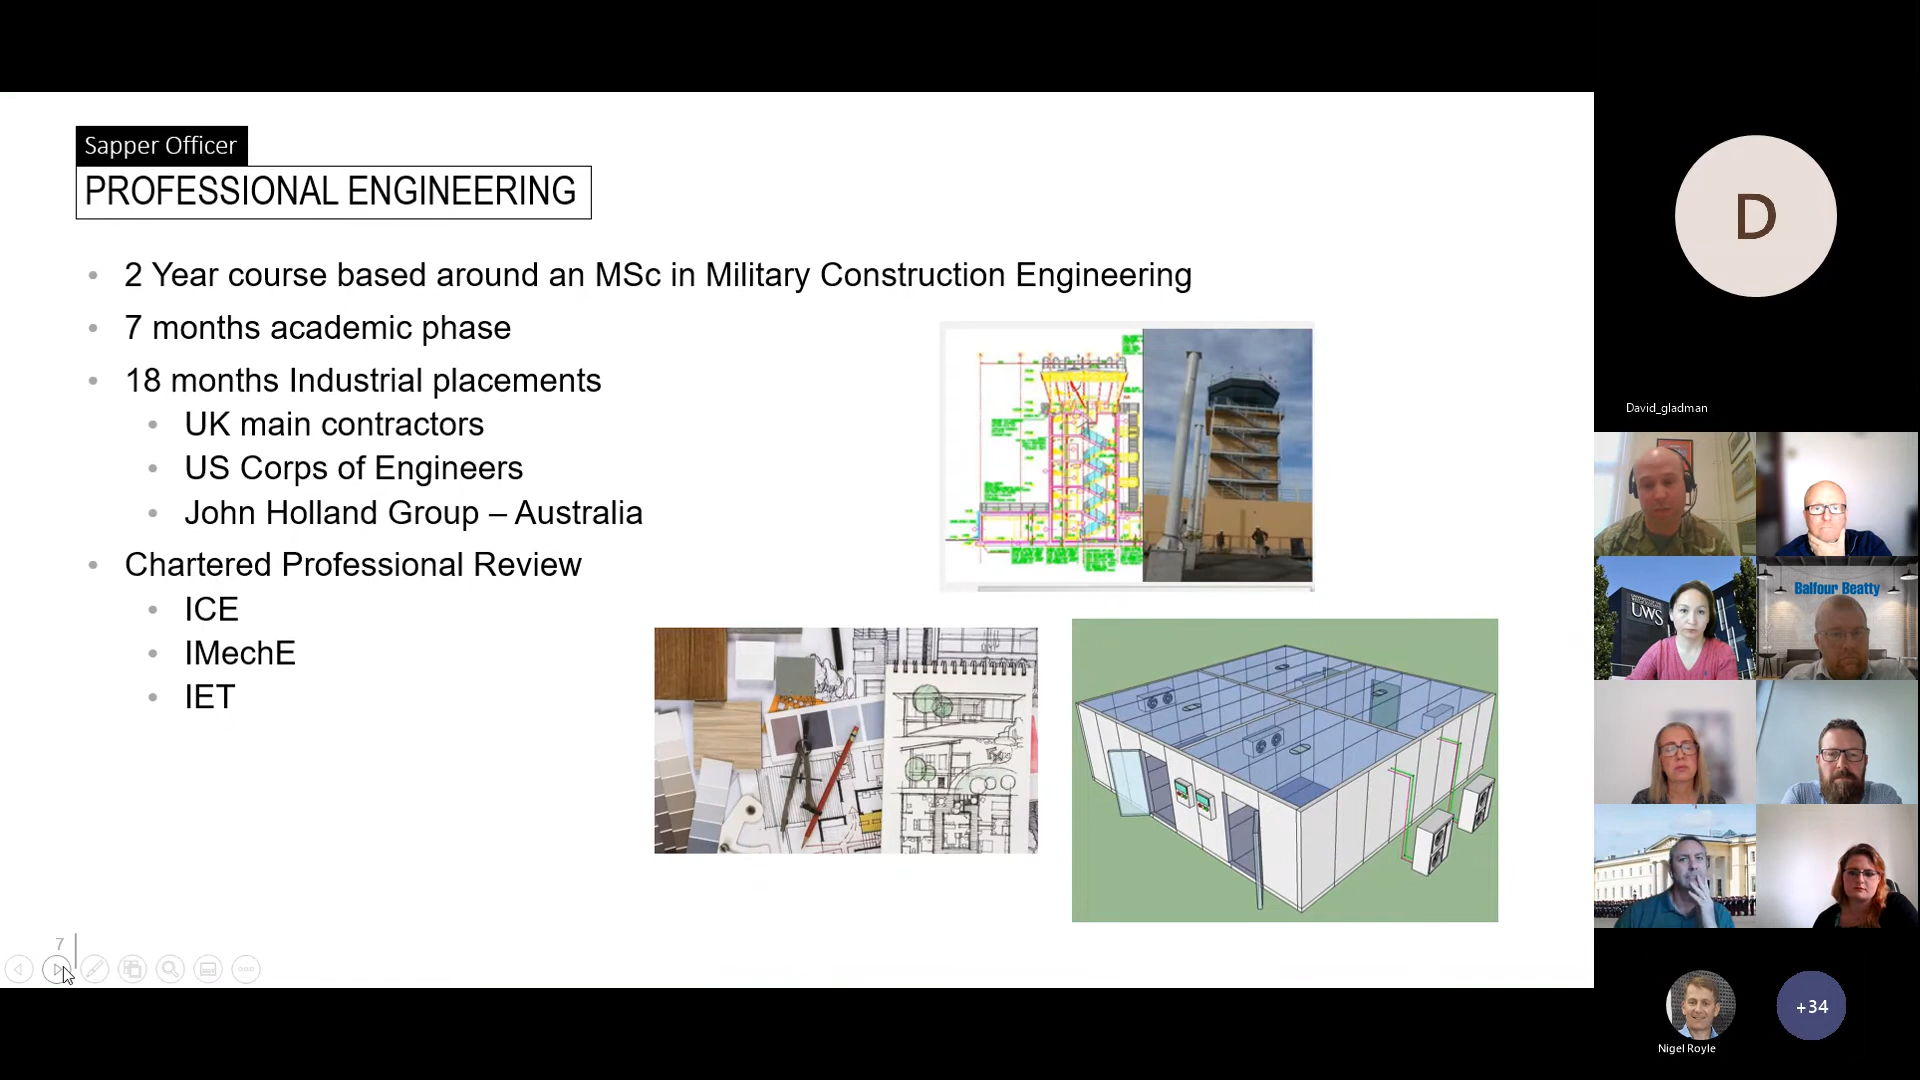 Sapper Officer
PROFESSIONAL ENGINEERING
2 Year course based around an MSc in Military Construction Engineering
7 months academic phase
18 months Industrial placements
UK main contractors
US Corps of Engineers
John Holland Group – Australia
Chartered Professional Review
ICE
IMechE
IET
7
D
David_gladman
UWS
Balfour Beatty
Nigel Royle
+34